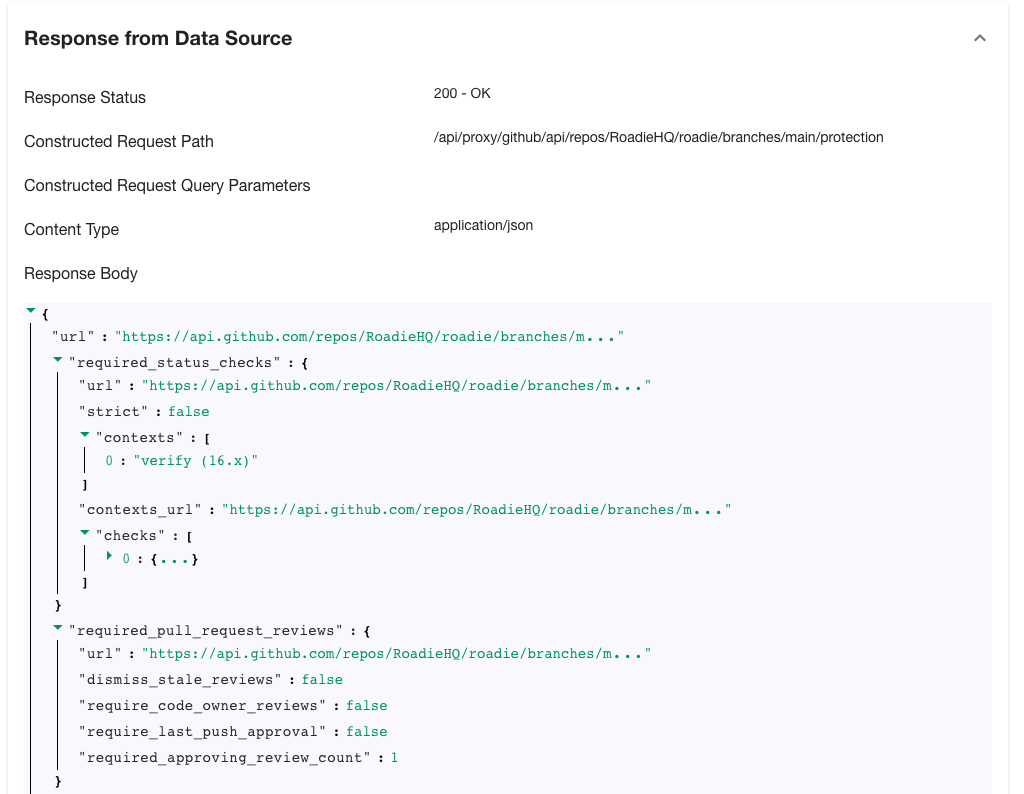 Response from Data Source
Response Status 200 - OK
Constructed Request Path /api/proxy/github/api/repos/RoadieHQ/roadie/branches/main/protection
Constructed Request Query Parameters
Content Type application/json
Response Body
{
"url" : "https://api.github.com/repos/RoadieHQ/roadie/branches/m..."
"required_status_checks" : {
"url" : "https://api.github.com/repos/RoadieHQ/roadie/branches/m..."
"strict" : false
"contexts" : [
0 : "verify (16.x)"
]
"contexts_url" : "https://api.github.com/repos/RoadieHQ/roadie/branches/m..."
"checks" : [
0 : {...}
]
}
"required_pull_request_reviews" : {
"url" : "https://api.github.com/repos/RoadieHQ/roadie/branches/m..."
"dismiss_stale_reviews" : false
"require_code_owner_reviews" : false
"require_last_push_approval" : false
"required_approving_review_count" : 1
}